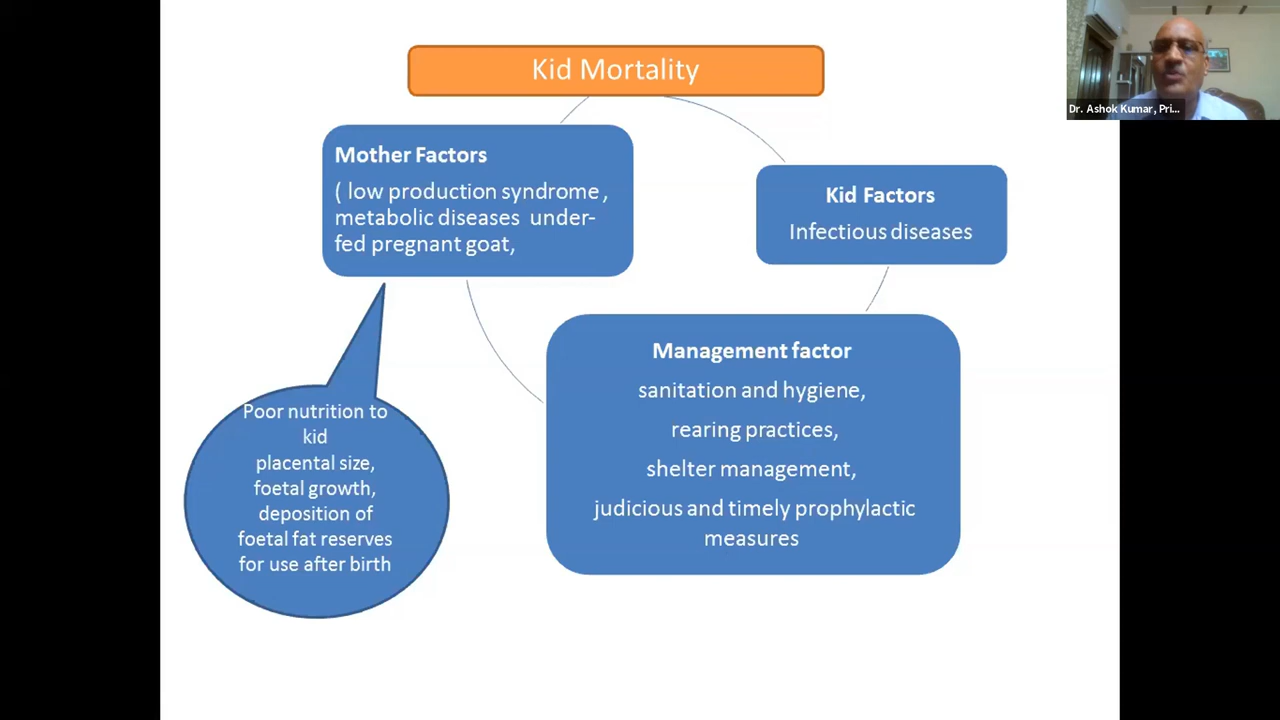 Kid Mortality
Dr. Ashok Kumar, Pri...
Mother Factors
( low production syndrome ,
metabolic diseases under-
fed pregnant goat,
Kid Factors
Infectious diseases
Management factor
sanitation and hygiene,
rearing practices,
shelter management,
judicious and timely prophylactic
measures
Poor nutrition to
kid
placental size,
foetal growth,
deposition of
foetal fat reserves
for use after birth